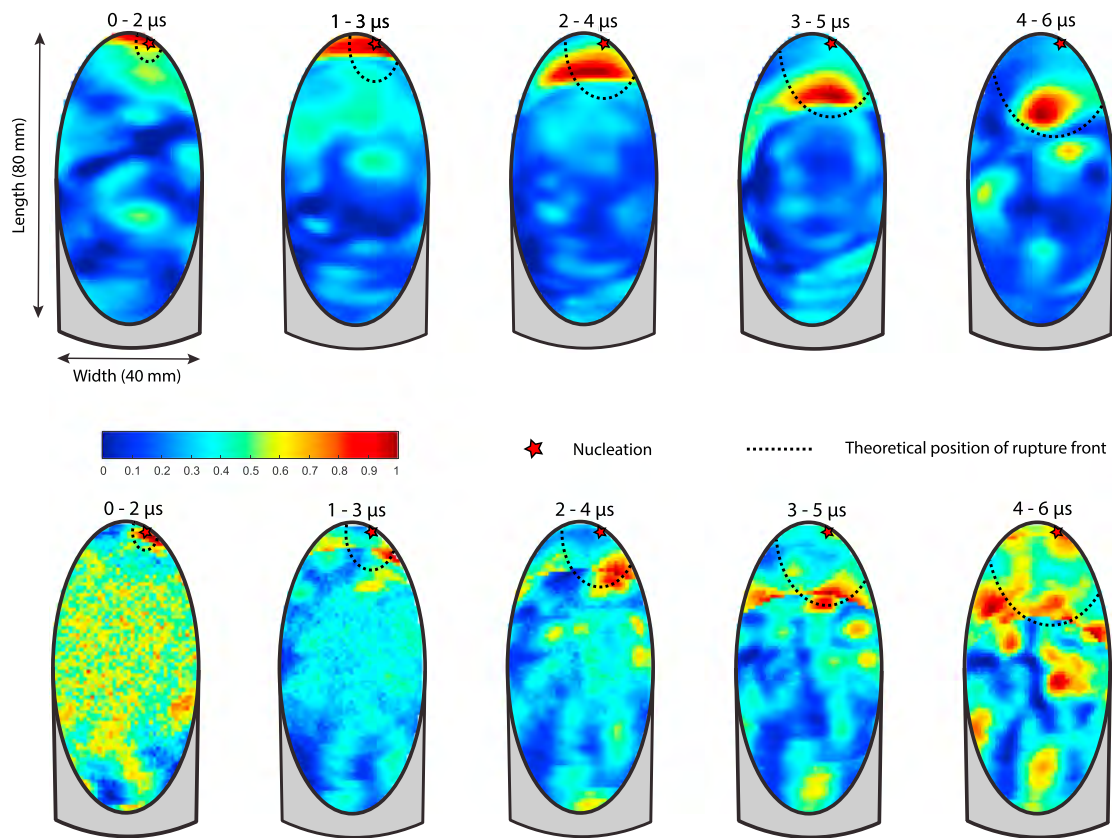 0 - 2 µs
1 - 3 µs
2 - 4 µs
3 - 5 µs
4 - 6 µs
Length (80 mm)
Width (40 mm)
0 0.1 0.2 0.3 0.4 0.5 0.6 0.7 0.8 0.9 1
Nucleation
Theoretical position of rupture front
0 - 2 µs
1 - 3 µs
2 - 4 µs
3 - 5 µs
4 - 6 µs